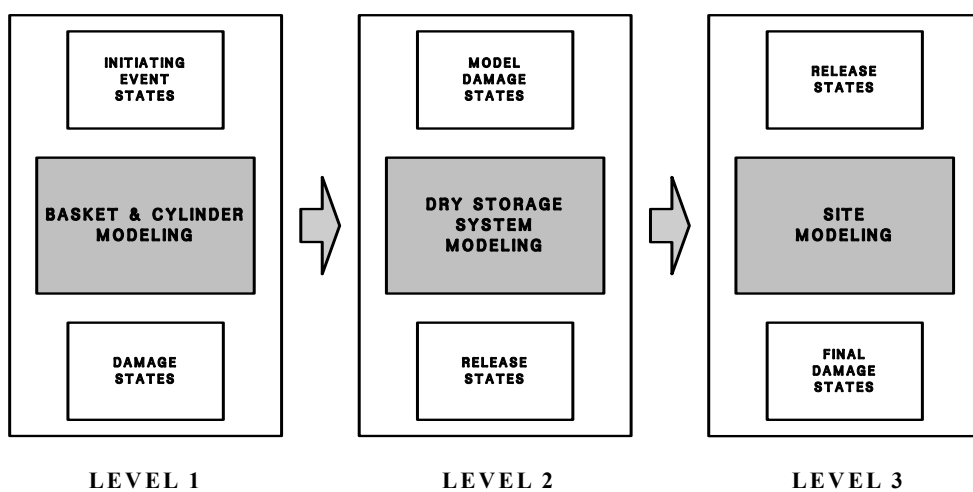 INITIATING
EVENT
STATES
BASKET & CYLINDER
MODELING
DAMAGE
STATES
LEVEL 1
MODEL
DAMAGE
STATES
DRY STORAGE
SYSTEM
MODELING
RELEASE
STATES
LEVEL 2
RELEASE
STATES
SITE
MODELING
FINAL
DAMAGE
STATES
LEVEL 3